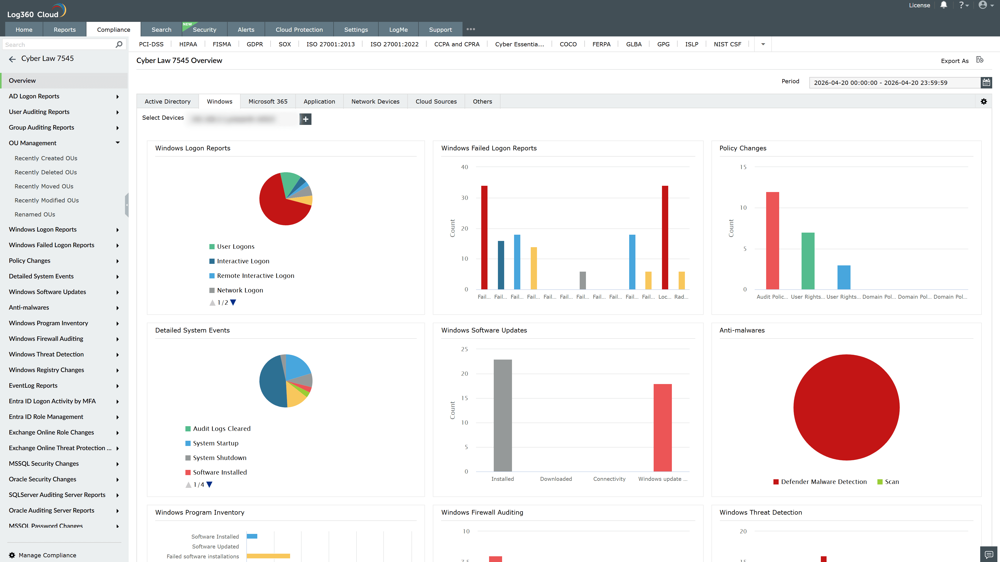 Log360 Cloud
License
?
Home
Reports
Compliance
Search
NEW
Security
Alerts
Cloud Protection
Settings
LogMe
Support
Search
PCI-DSS
HIPAA
FISMA
GDPR
SOX
ISO 27001:2013
ISO 27001:2022
CCPA and CPRA
Cyber Essentia...
COCO
FERPA
GLBA
GPG
ISLP
NIST CSF
Cyber Law 7545
Overview
AD Logon Reports
User Auditing Reports
Group Auditing Reports
OU Management
Recently Created OUs
Recently Deleted OUs
Recently Moved OUs
Recently Modified OUs
Renamed OUs
Windows Logon Reports
Windows Failed Logon Reports
Policy Changes
Detailed System Events
Windows Software Updates
Anti-malwares
Windows Program Inventory
Windows Firewall Auditing
Windows Threat Detection
Windows Registry Changes
EventLog Reports
Entra ID Logon Activity by MFA
Entra ID Role Management
Exchange Online Role Changes
Exchange Online Threat Protection ...
MSSQL Security Changes
Oracle Security Changes
SQLServer Auditing Server Reports
Oracle Auditing Server Reports
MSSQL Password Changes
Manage Compliance
Cyber Law 7545 Overview
Export As
Period
2026-04-20 00:00:00 - 2026-04-20 23:59:59
Active Directory
Windows
Microsoft 365
Application
Network Devices
Cloud Sources
Others
Select Devices
Windows Logon Reports
User Logons
Interactive Logon
Remote Interactive Logon
Network Logon
1/2
Windows Failed Logon Reports
Count
40
30
20
10
0
Fail...
Fail...
Fail...
Fail...
Fail...
Fail...
Fail...
Fail...
Fail...
Fail...
Fail...
Loc...
Rad...
Policy Changes
Count
15
10
5
0
Audit Polic...
User Rights...
User Rights...
Domain Pol...
Domain Pol...
Domain Pol...
Detailed System Events
Audit Logs Cleared
System Startup
System Shutdown
Software Installed
1/4
Windows Software Updates
Count
25
20
15
10
5
0
Installed
Downloaded
Connectivity
Windows update ...
Anti-malwares
Defender Malware Detection
Scan
Windows Program Inventory
Software Installed
Software Updated
Failed software installations
Windows Firewall Auditing
10
7.5
Windows Threat Detection
20
15